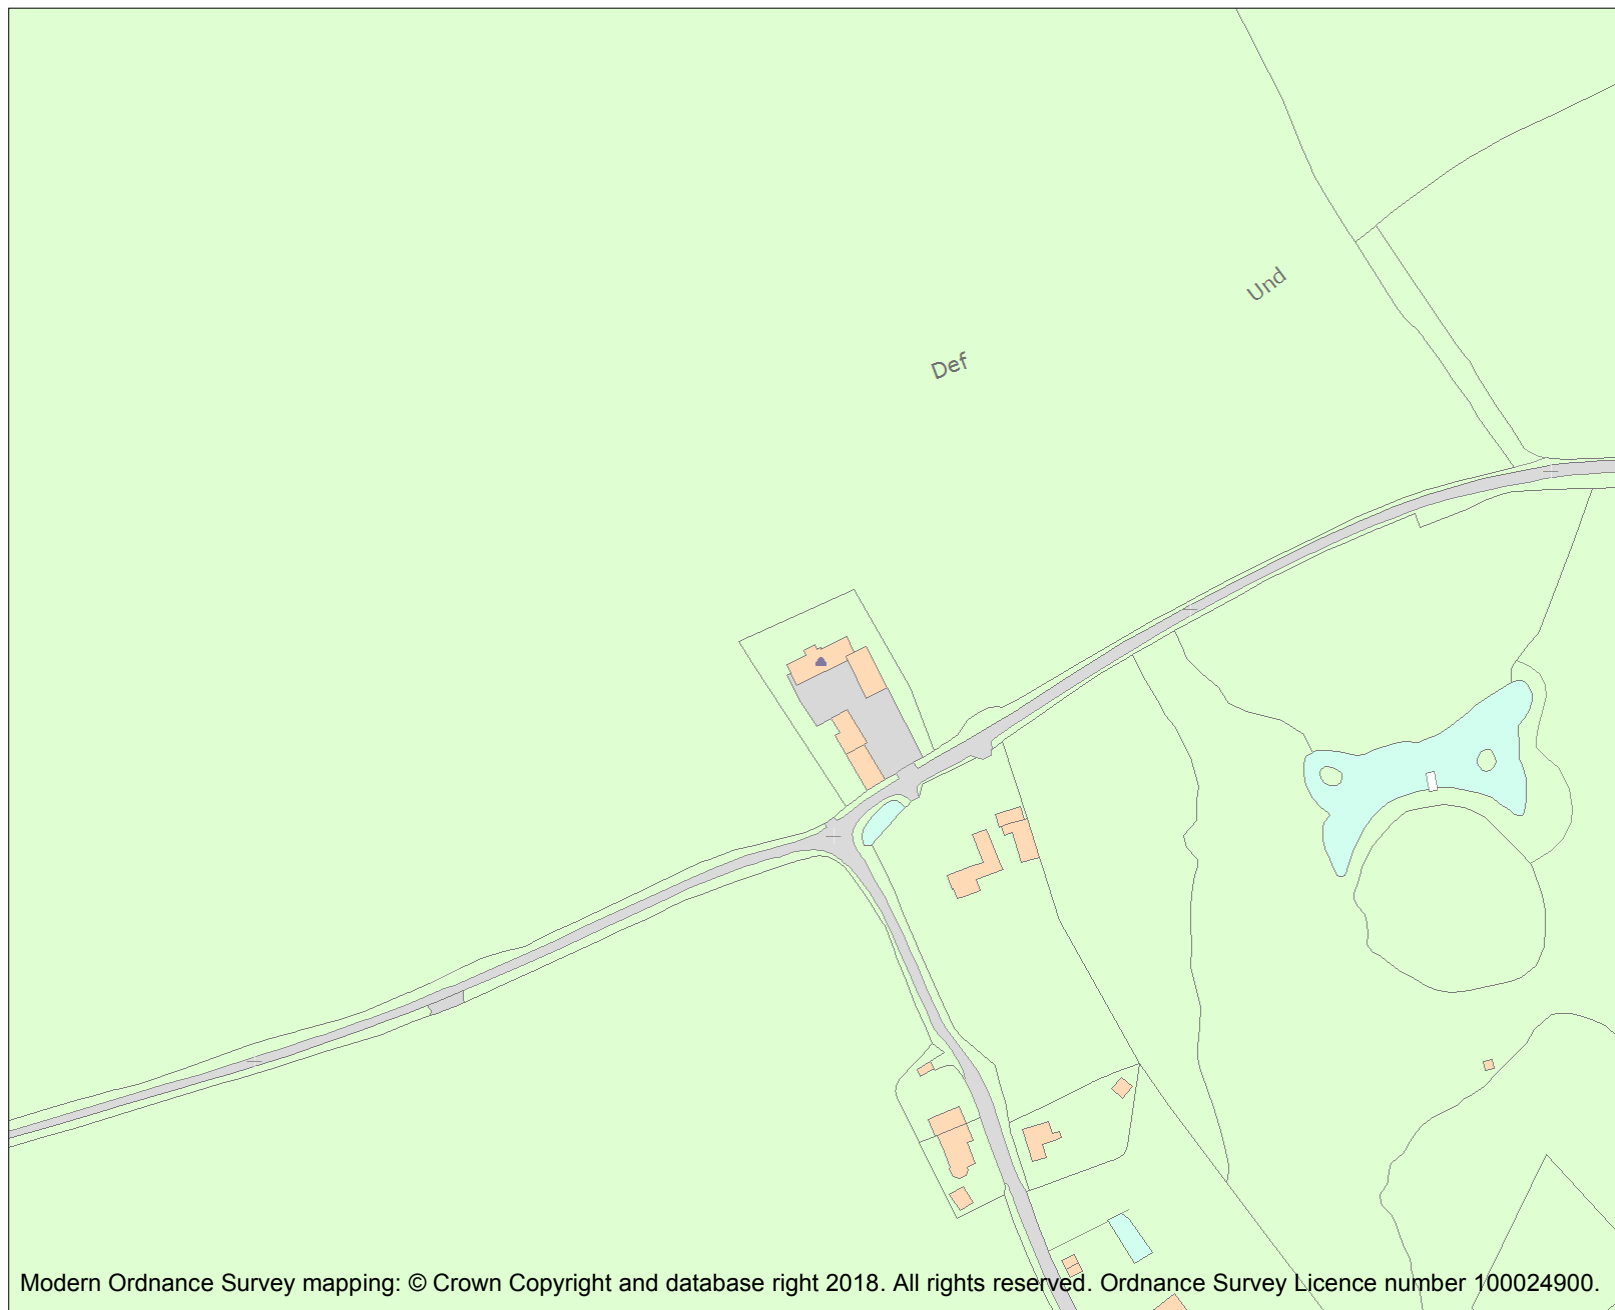 Und
Def
Modern Ordnance Survey mapping: © Crown Copyright and database right 2018. All rights reserved. Ordnance Survey Licence number 100024900.